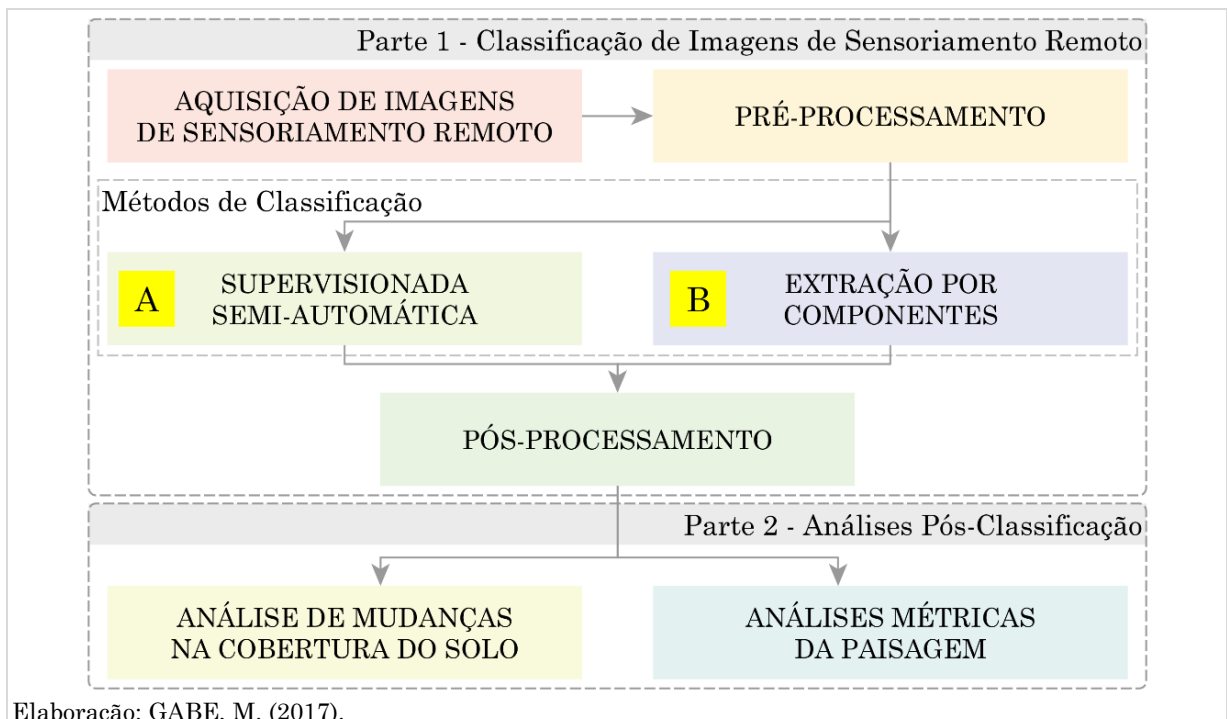 Parte 1 - Classificação de Imagens de Sensoriamento Remoto
AQUISIÇÃO DE IMAGENS
DE SENSORIAMENTO REMOTO
PRÉ-PROCESSAMENTO
Métodos de Classificação
A
SUPERVISIONADA
SEMI-AUTOMÁTICA
B
EXTRAÇÃO POR
COMPONENTES
PÓS-PROCESSAMENTO
Parte 2 - Análises Pós-Classificação
ANÁLISE DE MUDANÇAS
NA COBERTURA DO SOLO
ANÁLISES MÉTRICAS
DA PAISAGEM
Elaboração: GABE, M. (2017).